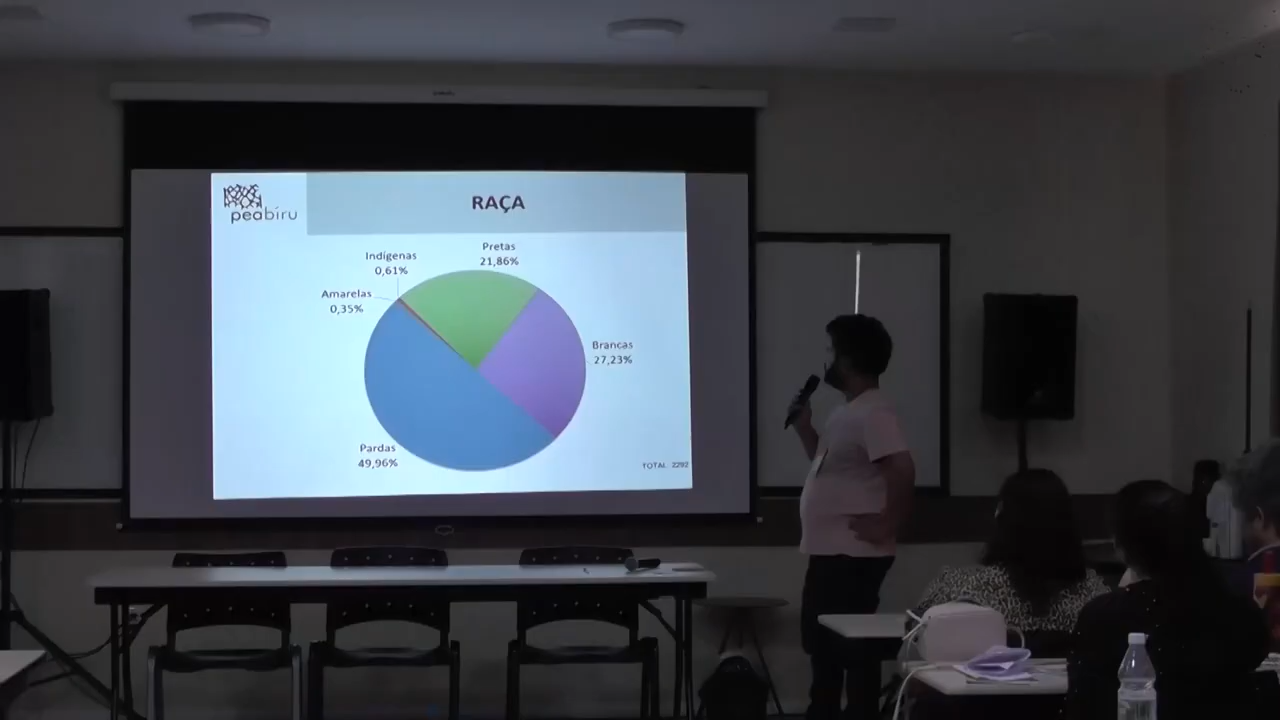 peabiru
RAÇA
Pretas
21,86%
Indígenas
0,61%
Amarelas
0,35%
Brancas
27,23%
Pardas
49,96%
TOTAL 2292